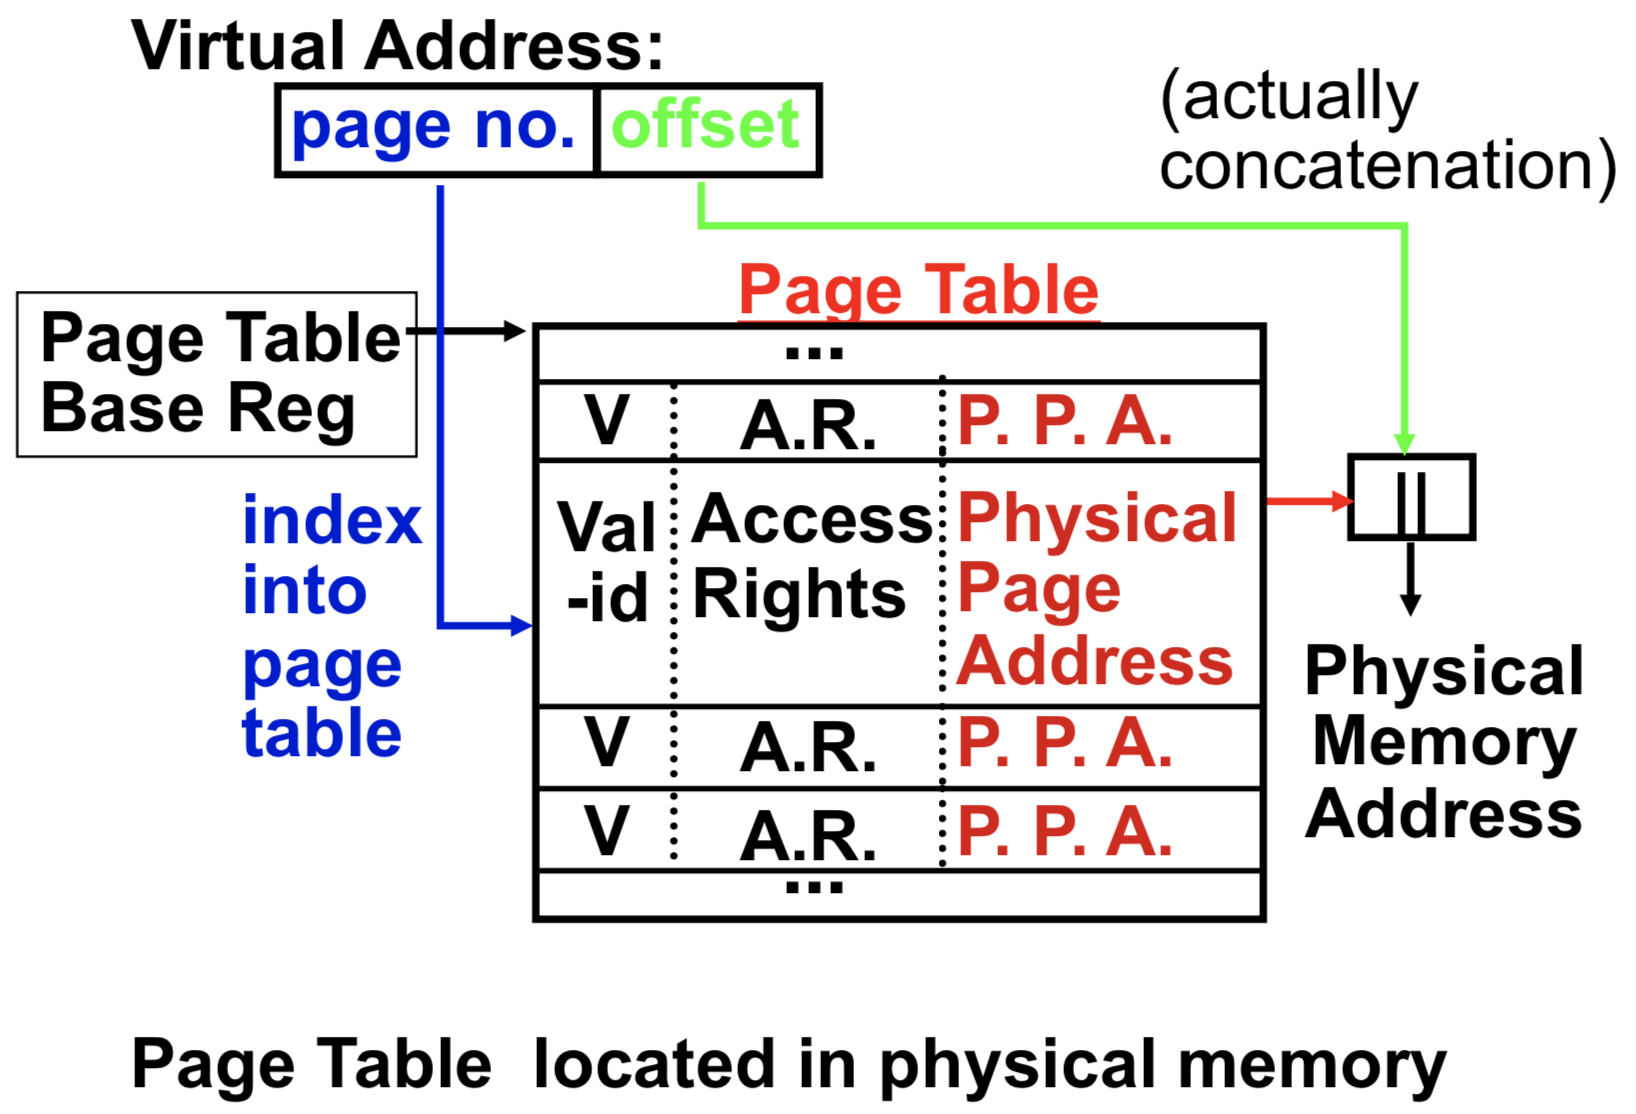 Virtual Address:
page no. offset
(actually
concatenation)
Page Table
Base Reg
index
into
page
table
Page Table
...
V A.R. P. P. A.
Val Access Physical
-id Rights Page
Address
V A.R. P. P. A.
V A.R. P. P. A.
...
||
Physical
Memory
Address
Page Table located in physical memory